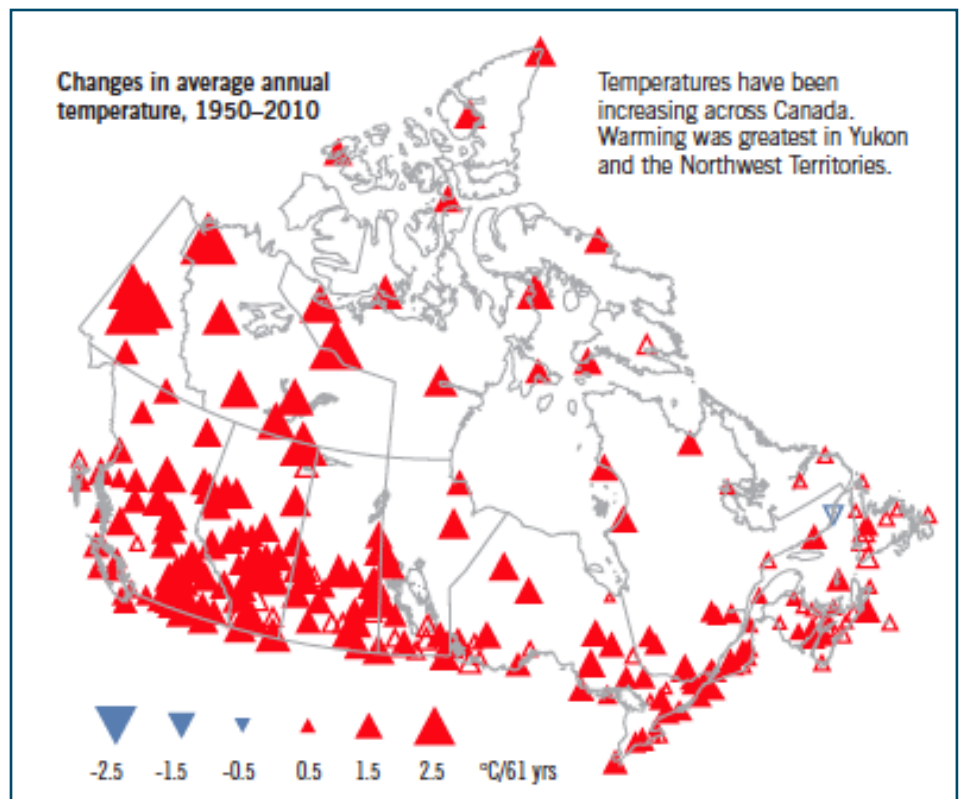 Changes in average annual
temperature, 1950–2010
Temperatures have been
increasing across Canada.
Warming was greatest in Yukon
and the Northwest Territories.
-2.5 -1.5 -0.5 0.5 1.5 2.5 °C/61 yrs